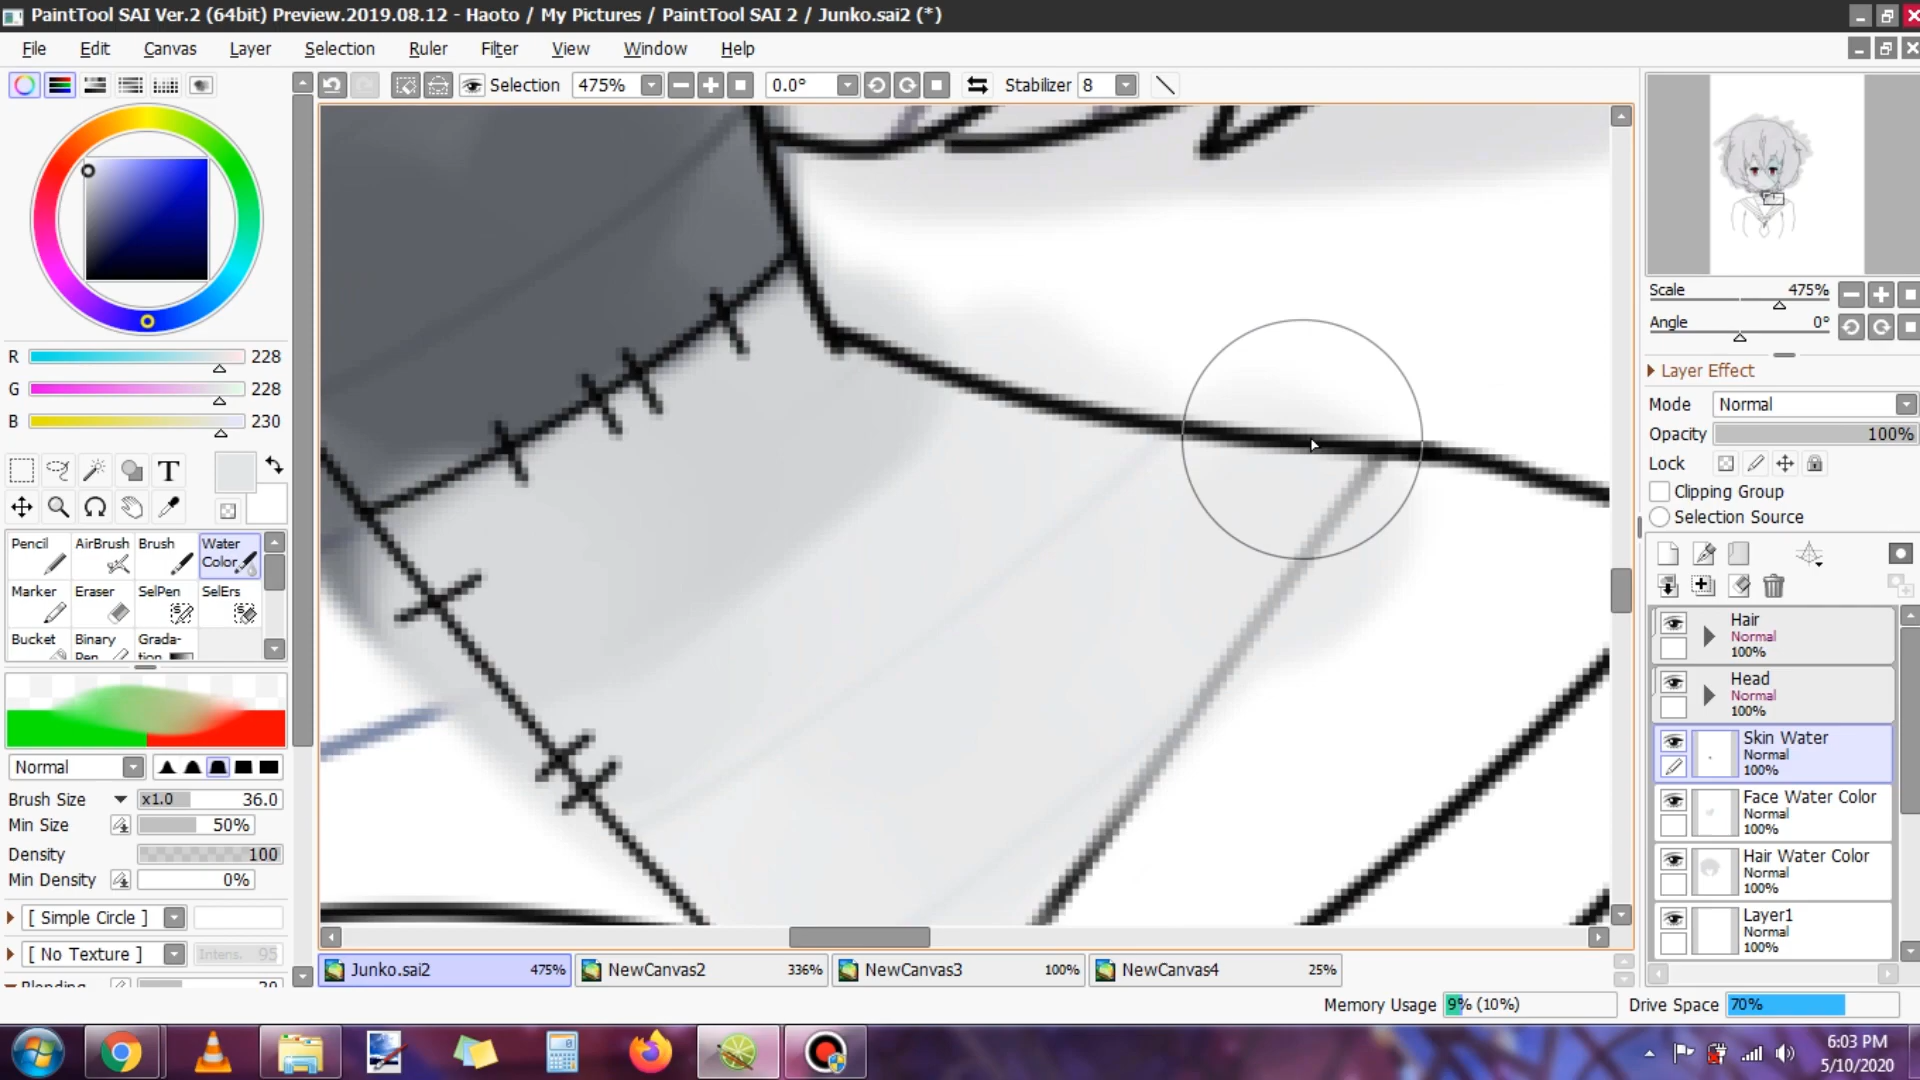 PaintTool SAI Ver.2 (64bit) Preview.2019.08.12 - Haoto / My Pictures / PaintTool SAI 2 / Junko.sai2 (*)
File Edit Canvas Layer Selection Ruler Filter View Window Help
Selection 475% 0.0° Stabilizer 8
R 228
G 228
B 230
T
Pencil AirBrush Brush Water Color
Marker Eraser SelPen SelErs
Bucket Binary Pen Grada-tion
Normal
Brush Size x1.0 36.0
Min Size 50%
Density 100
Min Density 0%
[ Simple Circle ]
[ No Texture ] Intens. 95
Blending 20
Scale 475%
Angle 0°
Layer Effect
Mode Normal
Opacity 100%
Lock
Clipping Group
Selection Source
Hair
Normal
100%
Head
Normal
100%
Skin Water
Normal
100%
Face Water Color
Normal
100%
Hair Water Color
Normal
100%
Layer1
Normal
100%
Junko.sai2 475% NewCanvas2 336% NewCanvas3 100% NewCanvas4 25%
Memory Usage 9% (10%) Drive Space 70%
6:03 PM
5/10/2020